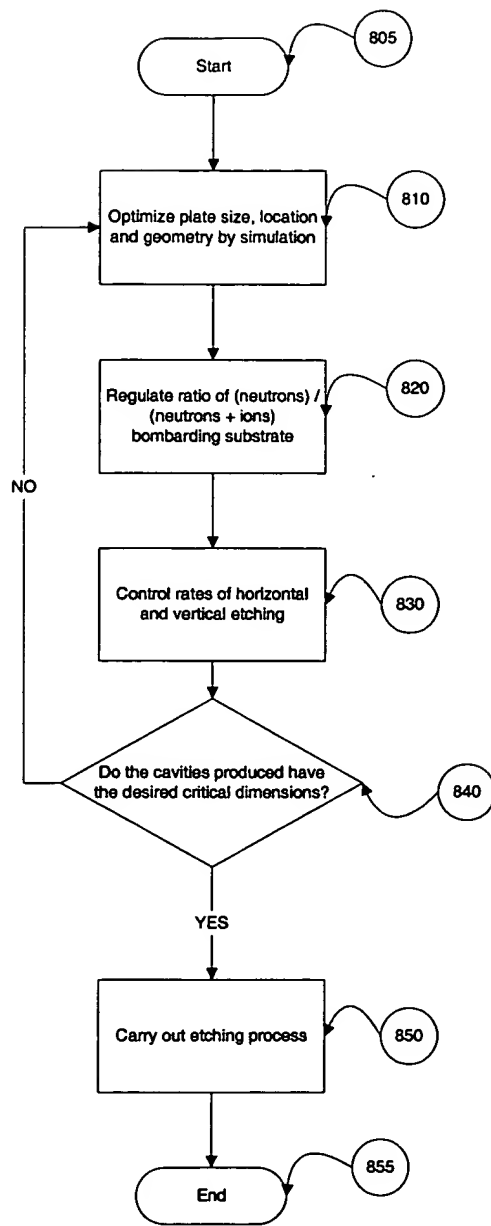 Start
805
Optimize plate size, location
and geometry by simulation
810
Regulate ratio of (neutrons) /
(neutrons + ions)
bombarding substrate
820
NO
Control rates of horizontal
and vertical etching
830
Do the cavities produced have
the desired critical dimensions?
840
YES
Carry out etching process
850
End
855